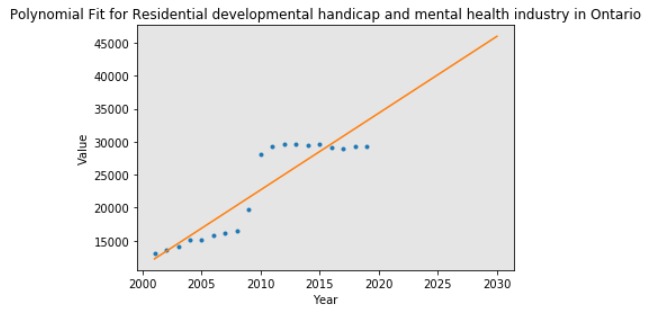 Polynomial Fit for Residential developmental handicap and mental health industry in Ontario
45000
40000
35000
30000
25000
20000
15000
Value
2000 2005 2010 2015 2020 2025 2030
Year